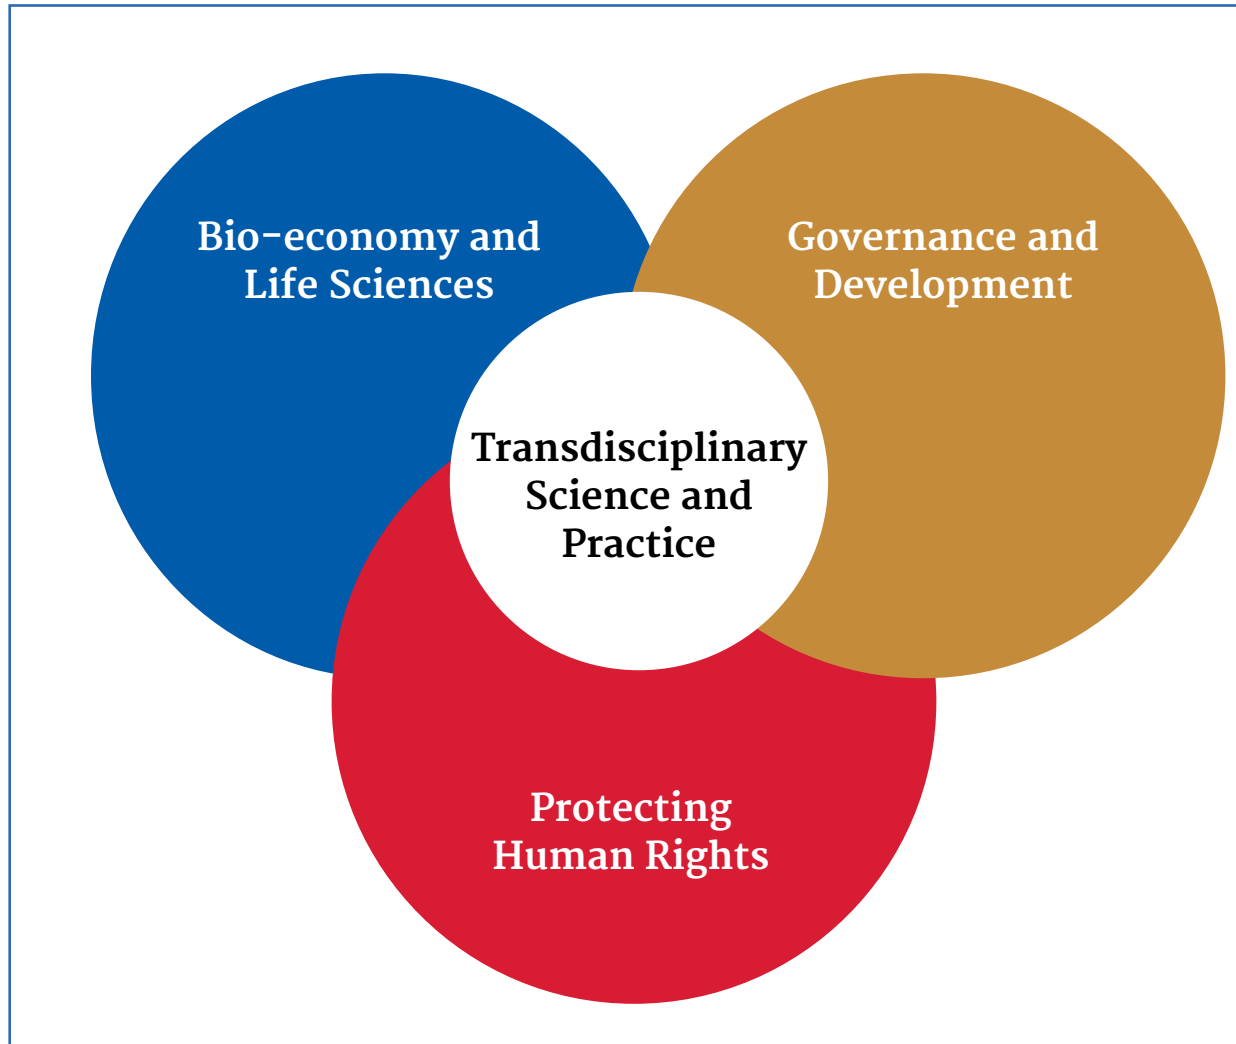 Bio-economy and
Life Sciences
Governance and
Development
Transdisciplinary
Science and
Practice
Protecting
Human Rights